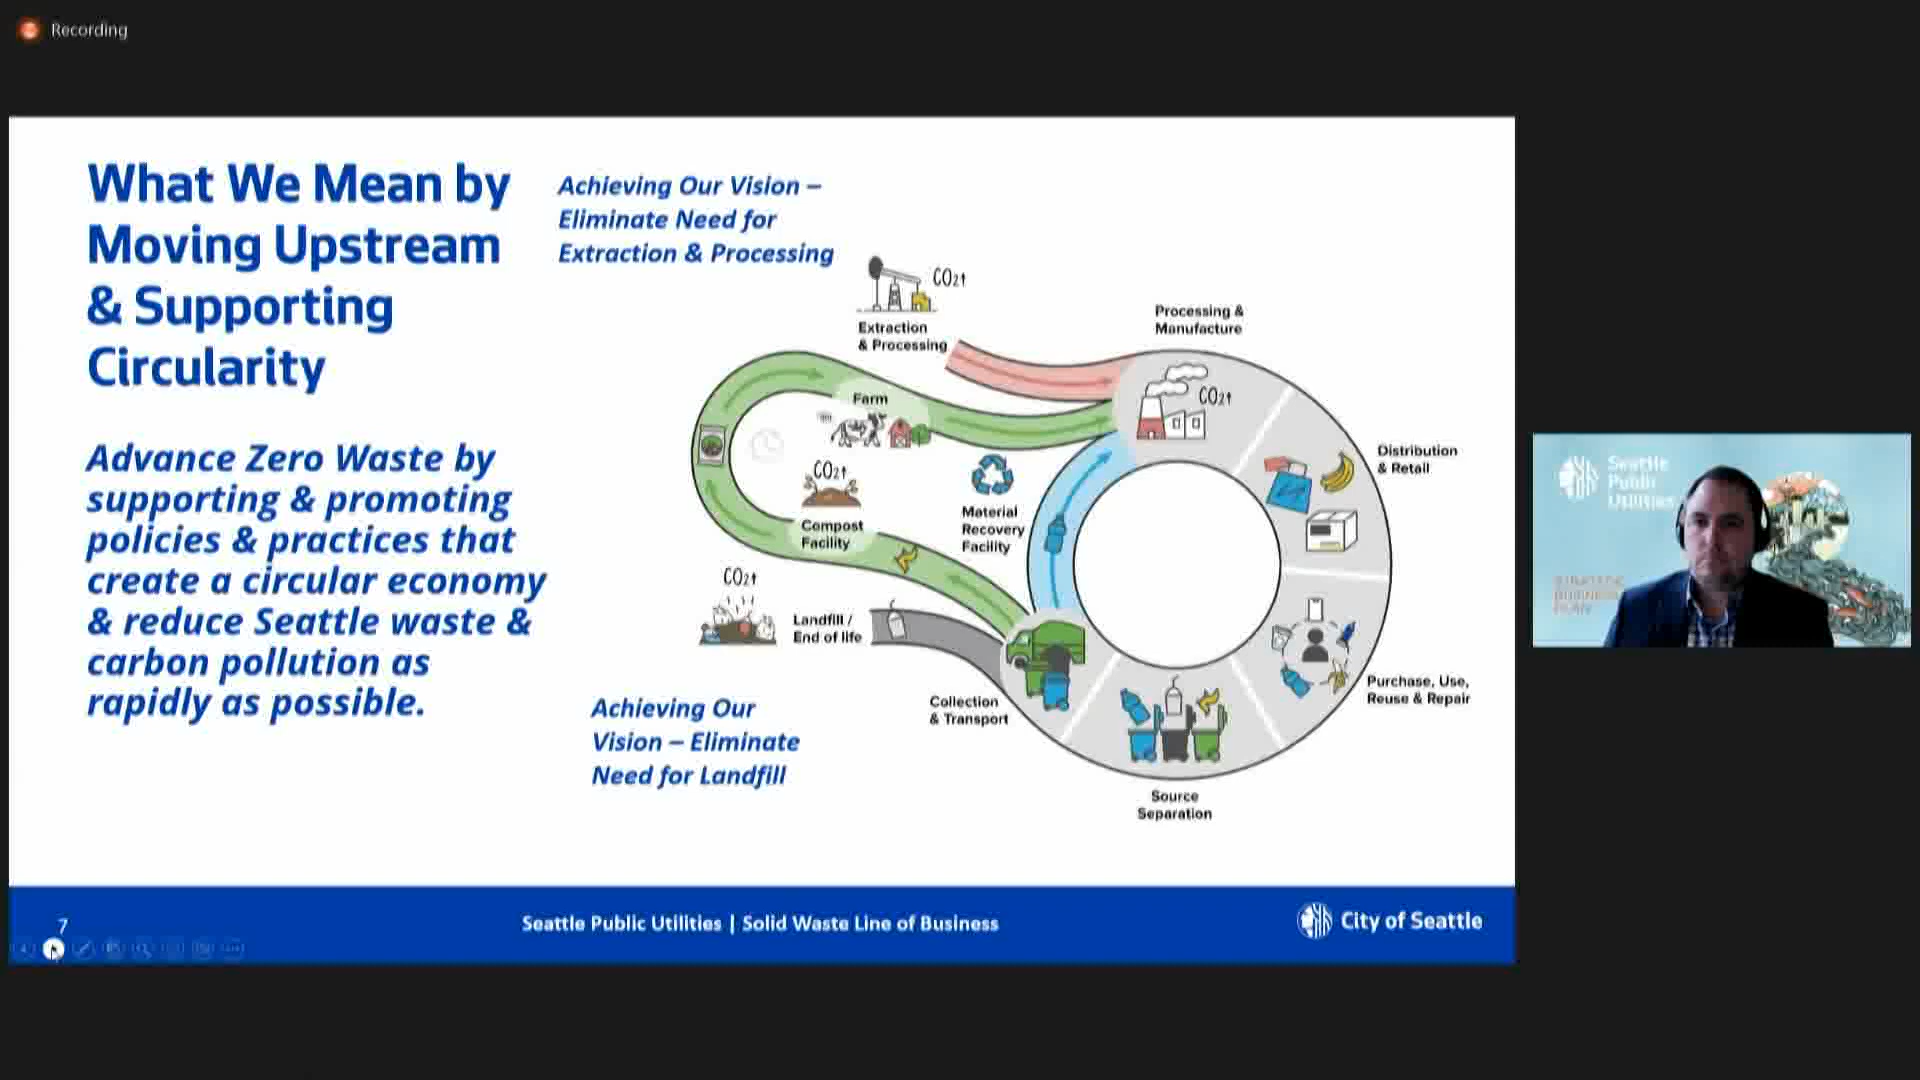 Recording
What We Mean by
Moving Upstream
& Supporting
Circularity
Advance Zero Waste by
supporting & promoting
policies & practices that
create a circular economy
& reduce Seattle waste &
carbon pollution as
rapidly as possible.
Achieving Our Vision –
Eliminate Need for
Extraction & Processing
CO2↑
Extraction
& Processing
Processing &
Manufacture
CO2↑
Farm
Distribution
& Retail
CO2↑
Compost
Facility
Material
Recovery
Facility
CO2↑
Landfill /
End of life
Collection
& Transport
Purchase, Use,
Reuse & Repair
Source
Separation
Achieving Our
Vision – Eliminate
Need for Landfill
7
Seattle Public Utilities | Solid Waste Line of Business
City of Seattle
Seattle
Public
Utilities
BUSINESS
PLAN